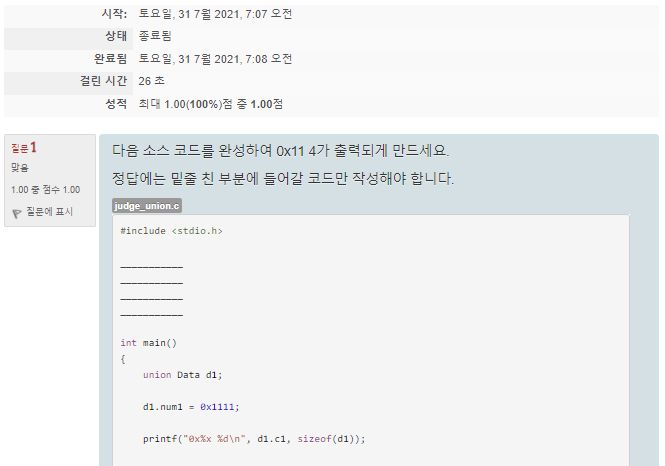 시작: 토요일, 31 7월 2021, 7:07 오전
상태 종료됨
완료됨 토요일, 31 7월 2021, 7:08 오전
걸린 시간 26 초
성적 최대 1.00(100%)점 중 1.00점
질문 1
맞음
1.00 중 점수 1.00
질문에 표시
다음 소스 코드를 완성하여 0x11 4가 출력되게 만드세요.
정답에는 밑줄 친 부분에 들어갈 코드만 작성해야 합니다.
judge_union.c
#include <stdio.h>
___________
___________
___________
___________
int main()
{
union Data d1;
d1.num1 = 0x1111;
printf("0x%x %d\n", d1.c1, sizeof(d1));